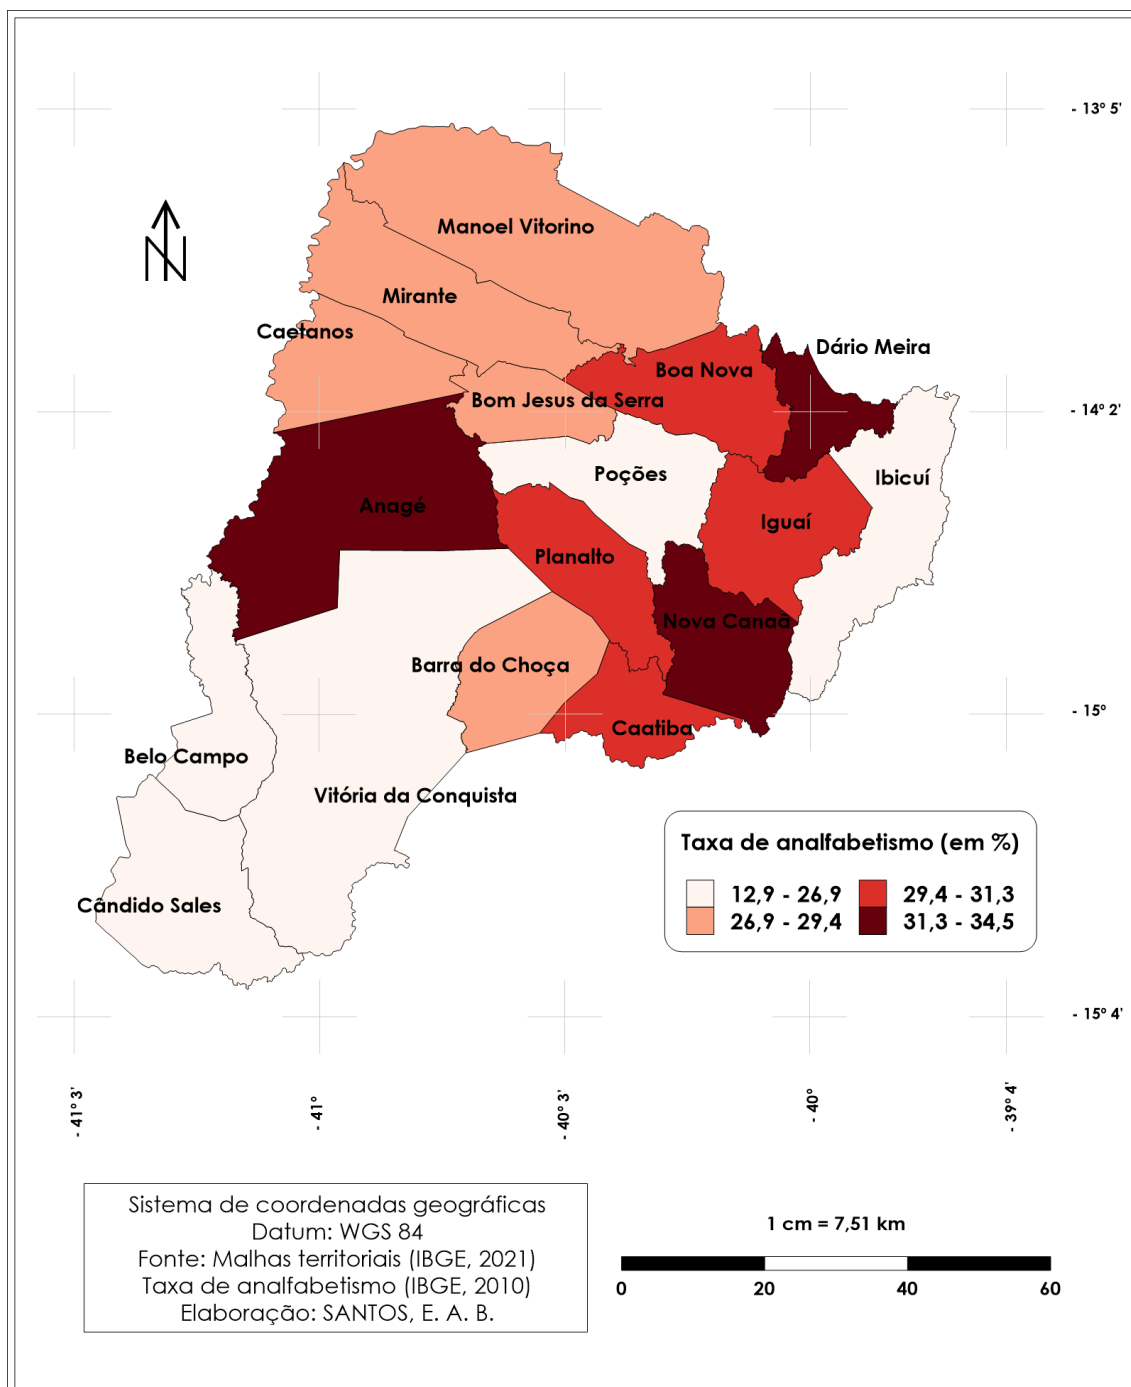 - 13° 5'
N
Manoel Vitorino
Mirante
Caetanos
Dário Meira
Boa Nova
Bom Jesus da Serra
- 14° 2'
Poções
Ibicuí
Anagé
Iguaí
Planalto
Nova Canaã
Barra do Choça
- 15°
Caatiba
Belo Campo
Vitória da Conquista
Cândido Sales
Taxa de analfabetismo (em %)
12,9 - 26,9
29,4 - 31,3
26,9 - 29,4
31,3 - 34,5
- 15° 4'
- 41° 3'
- 41°
- 40° 3'
- 40°
- 39° 4'
Sistema de coordenadas geográficas
Datum: WGS 84
Fonte: Malhas territoriais (IBGE, 2021)
Taxa de analfabetismo (IBGE, 2010)
Elaboração: SANTOS, E. A. B.
1 cm = 7,51 km
0 20 40 60